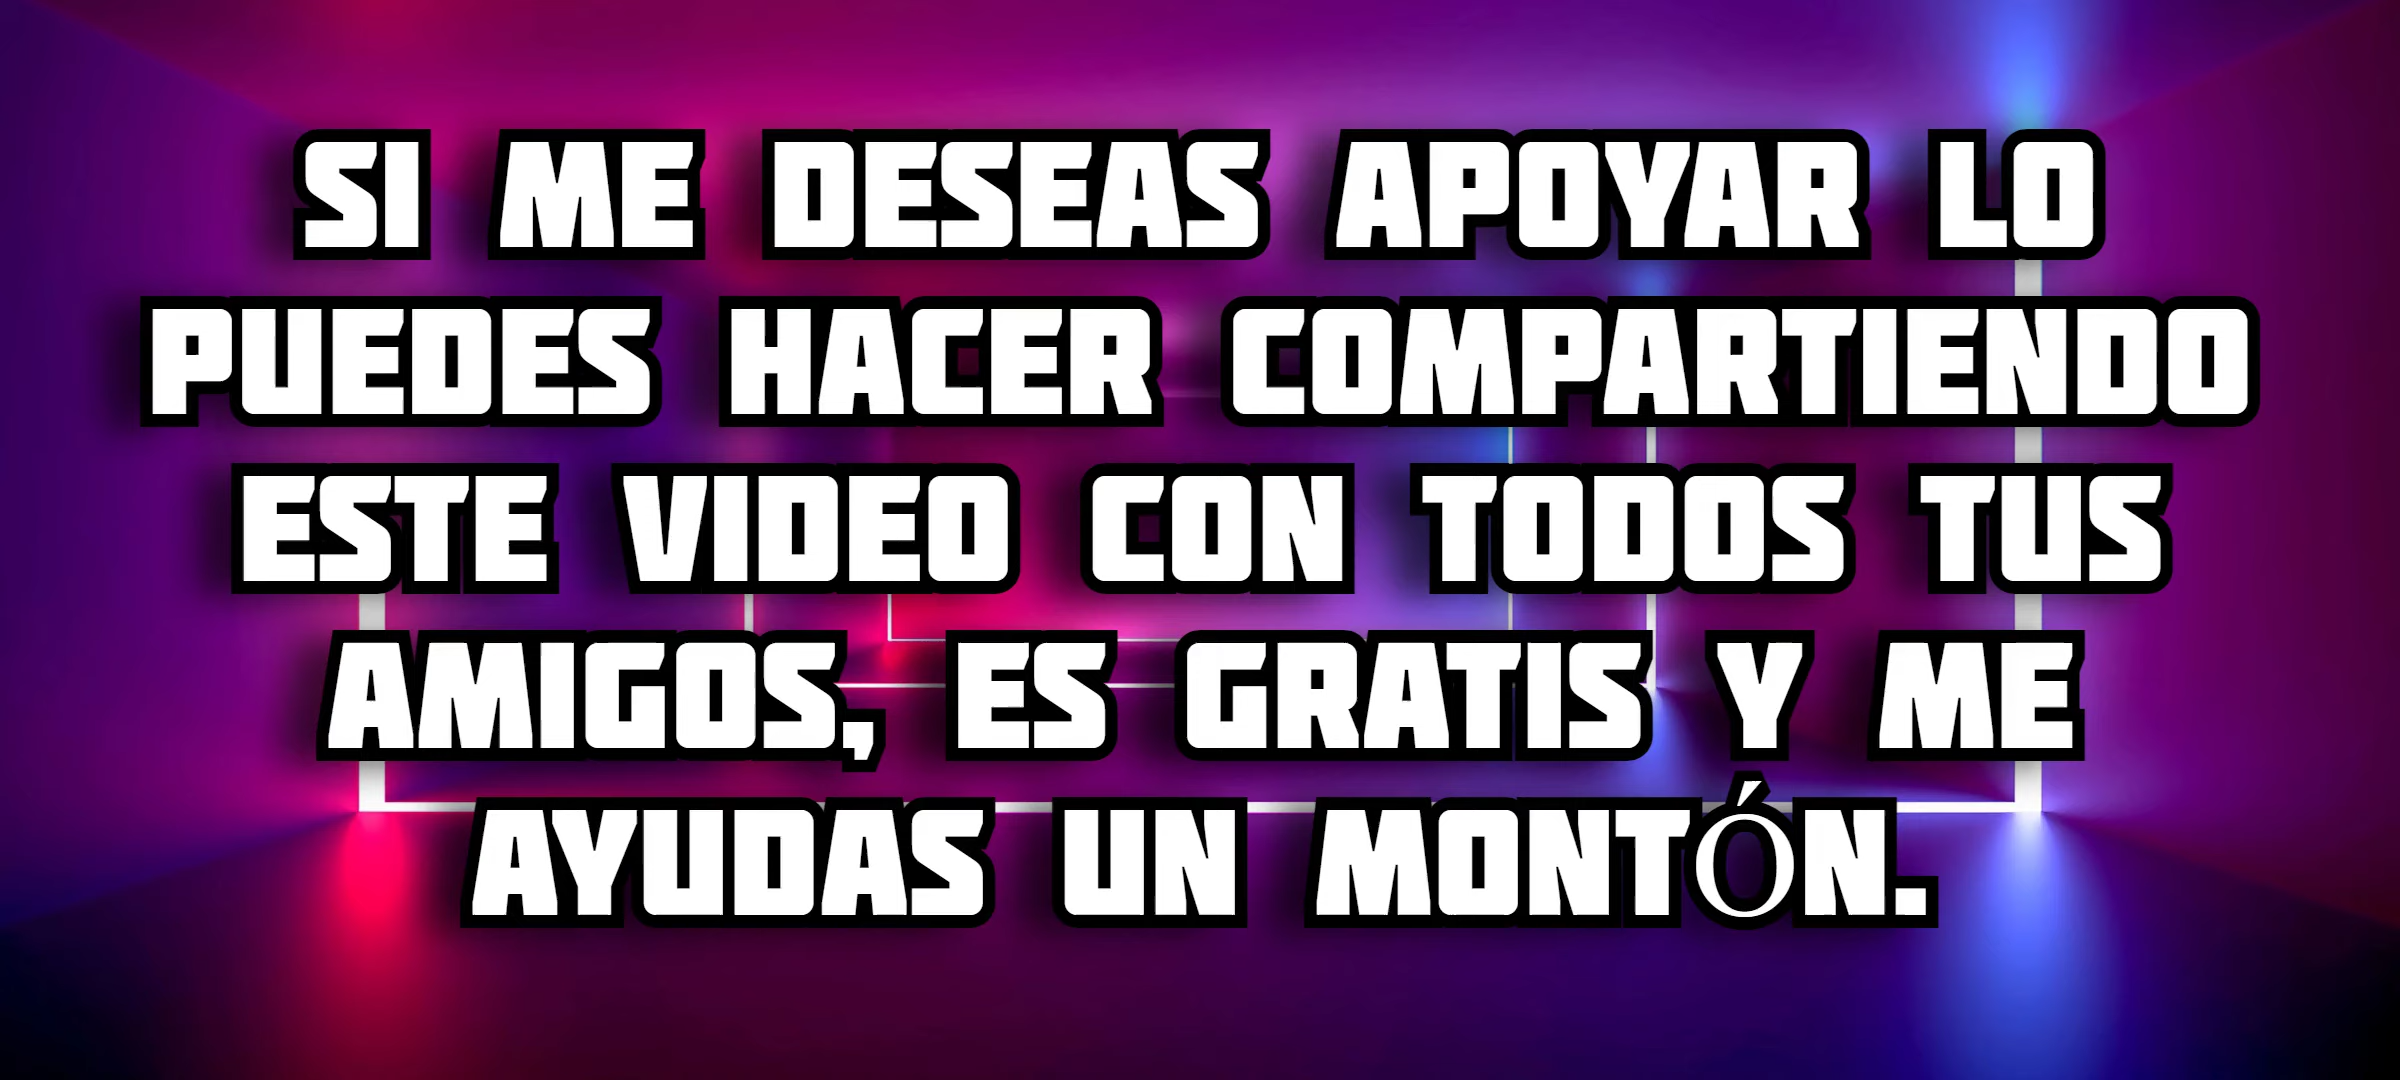 SI ME DESEAS APOYAR LO
PUEDES HACER COMPARTIENDO
ESTE VIDEO CON TODOS TUS
AMIGOS, ES GRATIS Y ME
AYUDAS UN MONTÓN.